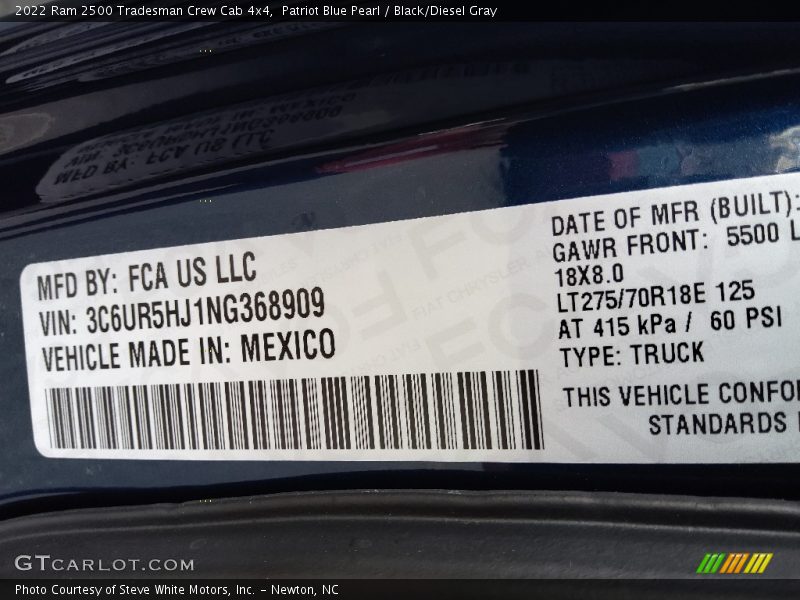 2022 Ram 2500 Tradesman Crew Cab 4x4, Patriot Blue Pearl / Black/Diesel Gray
MFD BY: FCA US LLC
VIN: 3C6UR5HJ1NG368909
VEHICLE MADE IN: MEXICO
DATE OF MFR (BUILT):
GAWR FRONT: 5500 L
18X8.0
LT275/70R18E 125
AT 415 kPa / 60 PSI
TYPE: TRUCK
THIS VEHICLE CONFO
STANDARDS
GTCARLOT.COM
Photo Courtesy of Steve White Motors, Inc. – Newton, NC